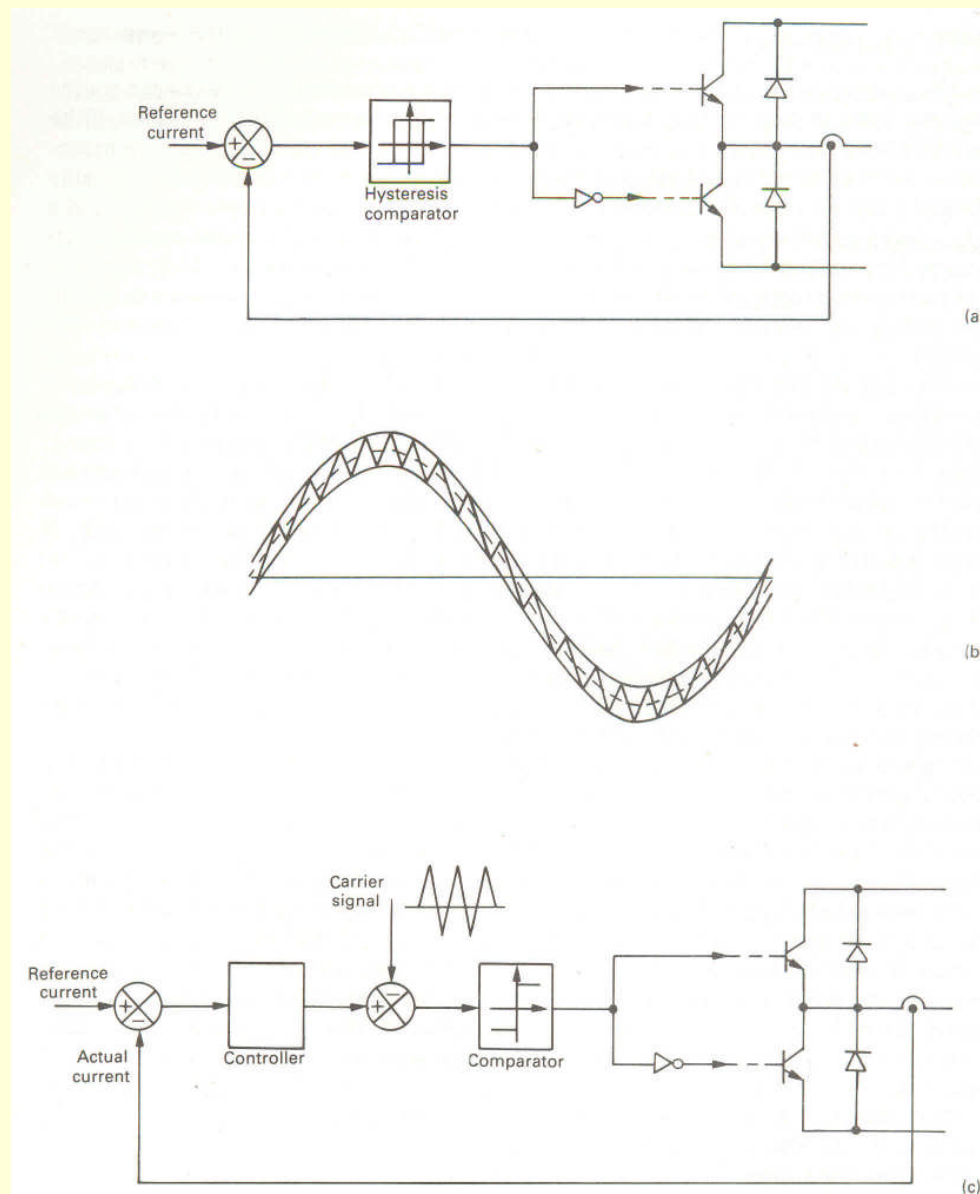 Reference
current
+
−
Hysteresis
comparator
(a)
(b)
Carrier
signal
Reference
current
+
−
−
+
Actual
current
Controller
Comparator
(c)